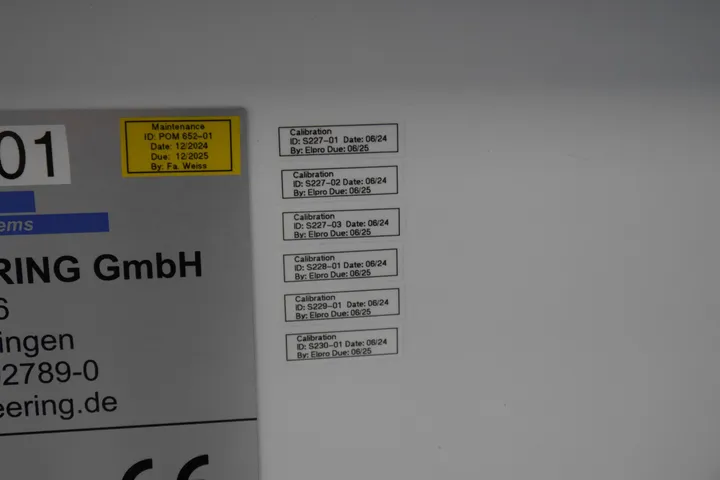 01
ems
ERING GmbH
6
ingen
2789-0
eering.de
CE
Maintenance
ID: POM 652-01
Date: 12/2024
Due: 12/2025
By: Fa. Weiss
Calibration
ID: S227-01 Date: 06/24
By: Elpro Due: 06/25
Calibration
ID: S227-02 Date: 06/24
By: Elpro Due: 06/25
Calibration
ID: S227-03 Date: 06/24
By: Elpro Due: 06/25
Calibration
ID: S228-01 Date: 06/24
By: Elpro Due: 06/25
Calibration
ID: S229-01 Date: 06/24
By: Elpro Due: 06/25
Calibration
ID: S230-01 Date: 06/24
By: Elpro Due: 06/25